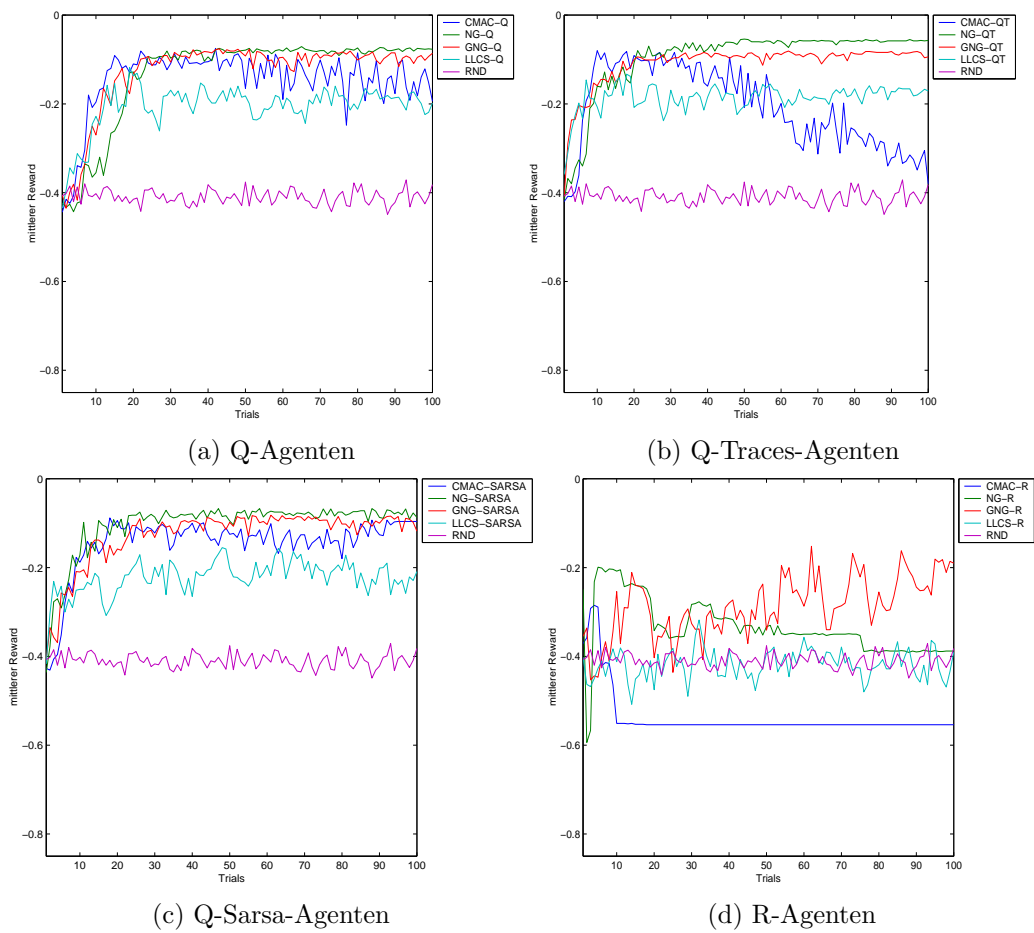 0
−0.2
−0.4
−0.6
−0.8
mittlerer Reward
10 20 30 40 50 60 70 80 90 100
Trials
CMAC−Q
NG−Q
GNG−Q
LLCS−Q
RND
(a) Q-Agenten
0
−0.2
−0.4
−0.6
−0.8
mittlerer Reward
10 20 30 40 50 60 70 80 90 100
Trials
CMAC−QT
NG−QT
GNG−QT
LLCS−QT
RND
(b) Q-Traces-Agenten
0
−0.2
−0.4
−0.6
−0.8
mittlerer Reward
10 20 30 40 50 60 70 80 90 100
Trials
CMAC−SARSA
NG−SARSA
GNG−SARSA
LLCS−SARSA
RND
(c) Q-Sarsa-Agenten
0
−0.2
−0.4
−0.6
−0.8
mittlerer Reward
10 20 30 40 50 60 70 80 90 100
Trials
CMAC−R
NG−R
GNG−R
LLCS−R
RND
(d) R-Agenten